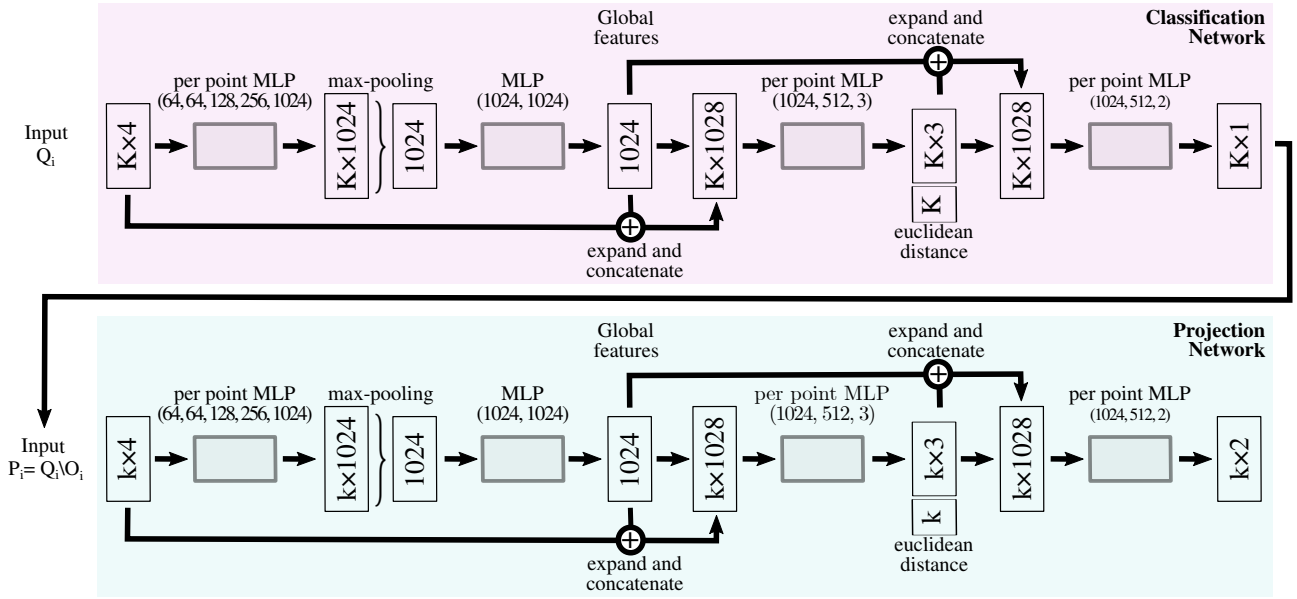 Global
features
expand and
concatenate
Classification
Network
per point MLP
(64, 64, 128, 256, 1024)
max-pooling
MLP
(1024, 1024)
per point MLP
(1024, 512, 3)
per point MLP
(1024, 512, 2)
Input
Qi
K×4
K×1024
1024
1024
K×1028
K×3
K
K×1028
K×1
+
+
expand and
concatenate
euclidean
distance
Global
features
expand and
concatenate
Projection
Network
per point MLP
(64, 64, 128, 256, 1024)
max-pooling
MLP
(1024, 1024)
per point MLP
(1024, 512, 3)
per point MLP
(1024, 512, 2)
Input
Pi= Qi\Oi
k×4
k×1024
1024
1024
k×1028
k×3
k
k×1028
k×2
+
+
expand and
concatenate
euclidean
distance